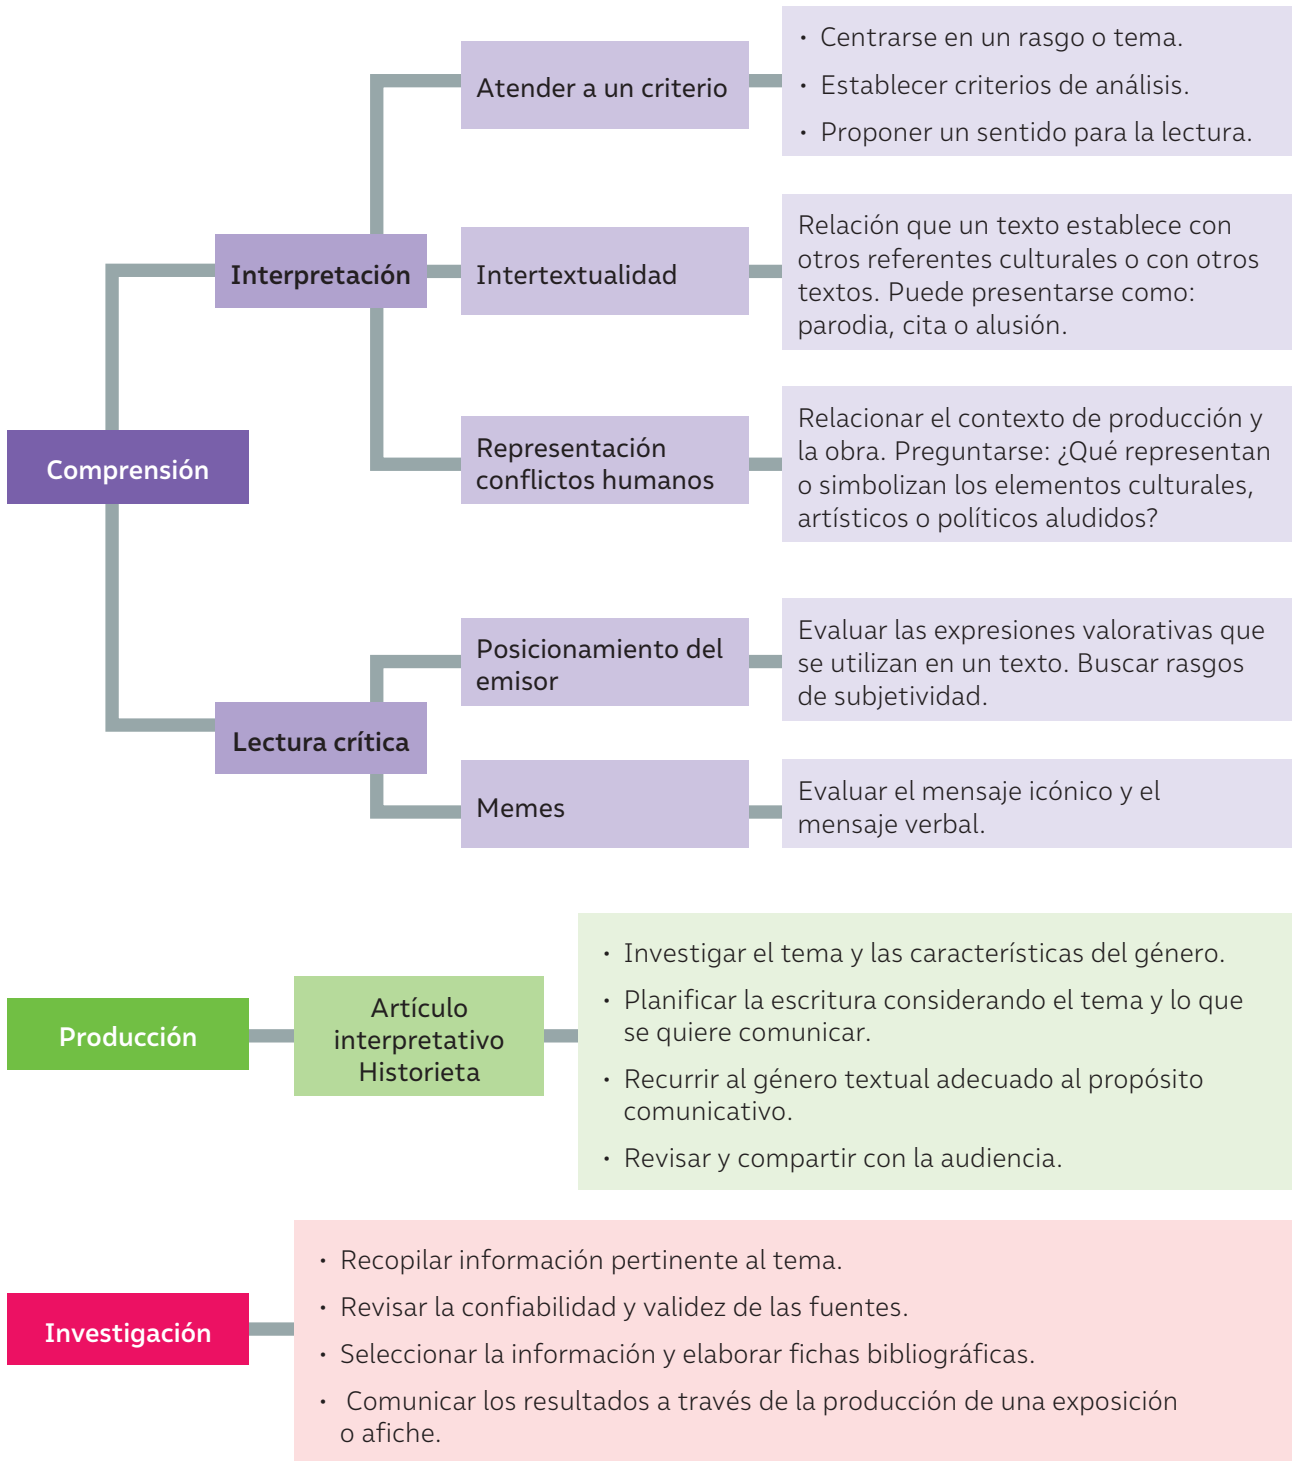 Comprensión
Interpretación
Atender a un criterio
· Centrarse en un rasgo o tema.
· Establecer criterios de análisis.
· Proponer un sentido para la lectura.
Intertextualidad
Relación que un texto establece con
otros referentes culturales o con otros
textos. Puede presentarse como:
parodia, cita o alusión.
Representación
conflictos humanos
Relacionar el contexto de producción y
la obra. Preguntarse: ¿Qué representan
o simbolizan los elementos culturales,
artísticos o políticos aludidos?
Lectura crítica
Posicionamiento del
emisor
Evaluar las expresiones valorativas que
se utilizan en un texto. Buscar rasgos
de subjetividad.
Memes
Evaluar el mensaje icónico y el
mensaje verbal.
Producción
Artículo
interpretativo
Historieta
· Investigar el tema y las características del género.
· Planificar la escritura considerando el tema y lo que
se quiere comunicar.
· Recurrir al género textual adecuado al propósito
comunicativo.
· Revisar y compartir con la audiencia.
Investigación
· Recopilar información pertinente al tema.
· Revisar la confiabilidad y validez de las fuentes.
· Seleccionar la información y elaborar fichas bibliográficas.
· Comunicar los resultados a través de la producción de una exposición
o afiche.